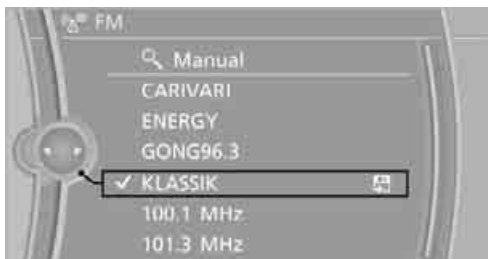 FM
Manual
CARIVARI
ENERGY
GONG96.3
KLASSIK
100.1 MHz
101.3 MHz